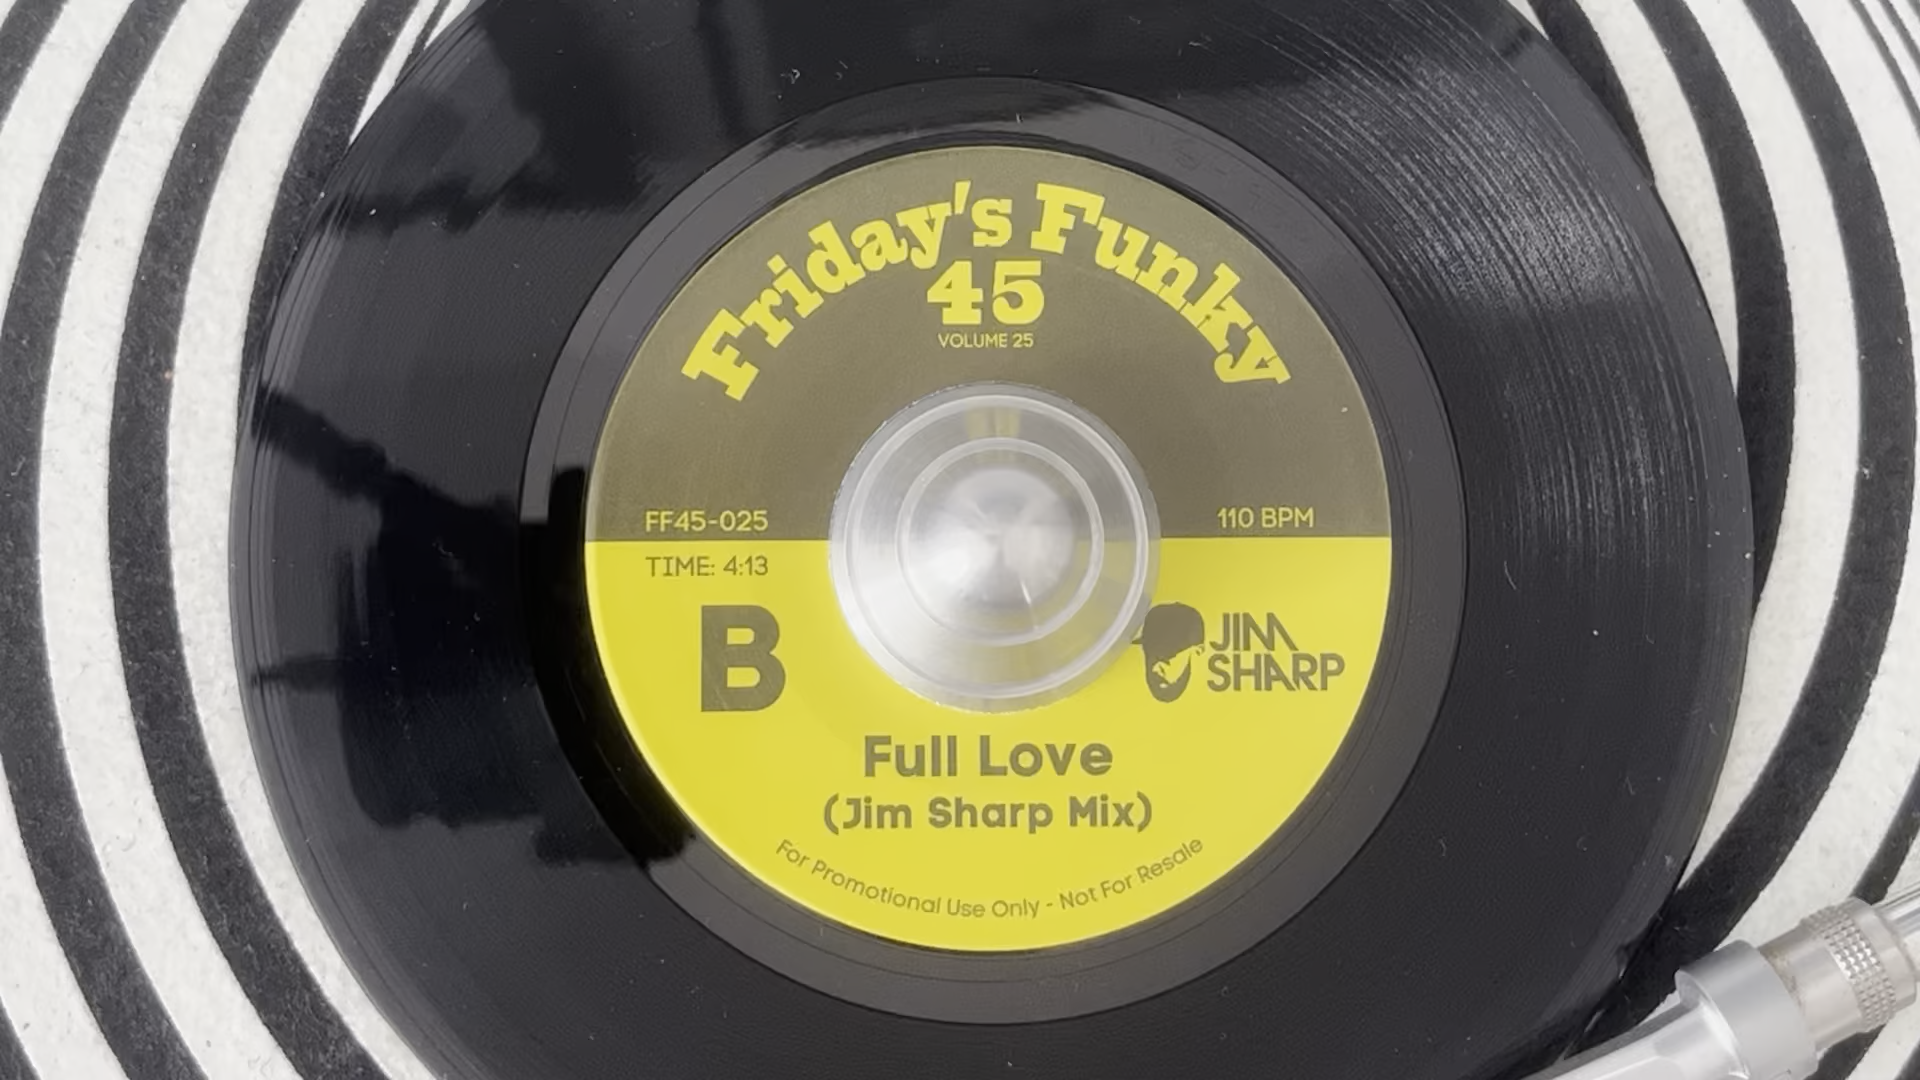 Friday's Funky
45
VOLUME 25
FF45-025
110 BPM
TIME: 4:13
B
JIM
SHARP
Full Love
(Jim Sharp Mix)
For Promotional Use Only - Not For Resale